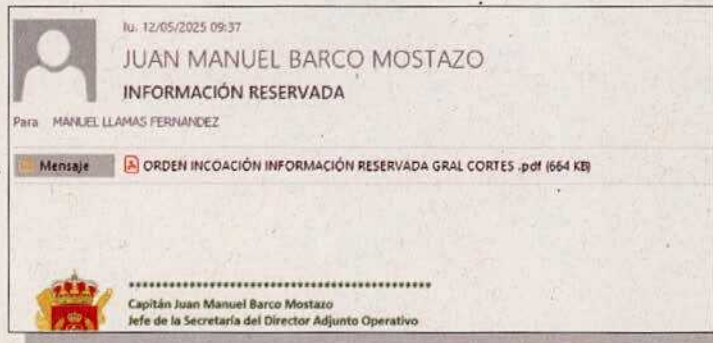 lu. 12/05/2025 09:37
JUAN MANUEL BARCO MOSTAZO
INFORMACIÓN RESERVADA
Para MANUEL LLAMAS FERNANDEZ
Mensaje ORDEN INCOACIÓN INFORMACIÓN RESERVADA GRAL CORTES .pdf (664 KB)
**********************************************
Capitán Juan Manuel Barco Mostazo
Jefe de la Secretaría del Director Adjunto Operativo